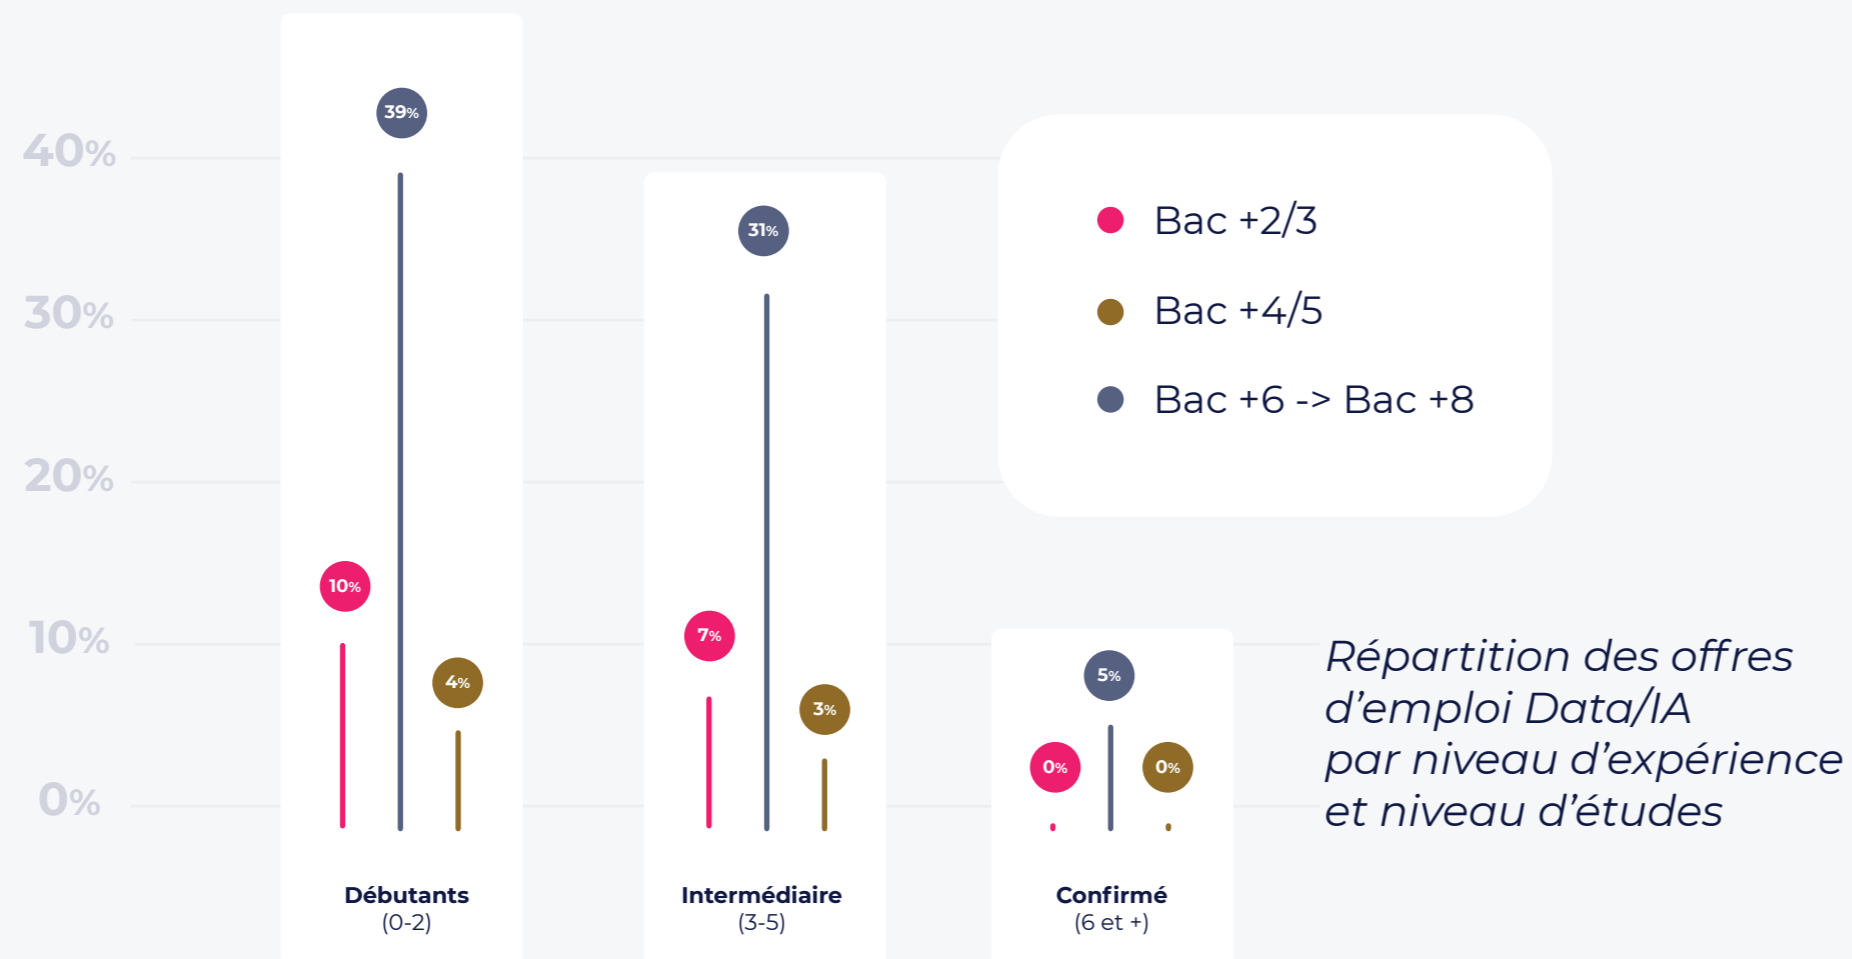 40%
30%
20%
10%
0%
39%
10%
4%
31%
7%
3%
5%
0%
0%
Débutants
(0-2)
Intermédiaire
(3-5)
Confirmé
(6 et +)
Bac +2/3
Bac +4/5
Bac +6 -> Bac +8
Répartition des offres
d’emploi Data/IA
par niveau d’expérience
et niveau d’études